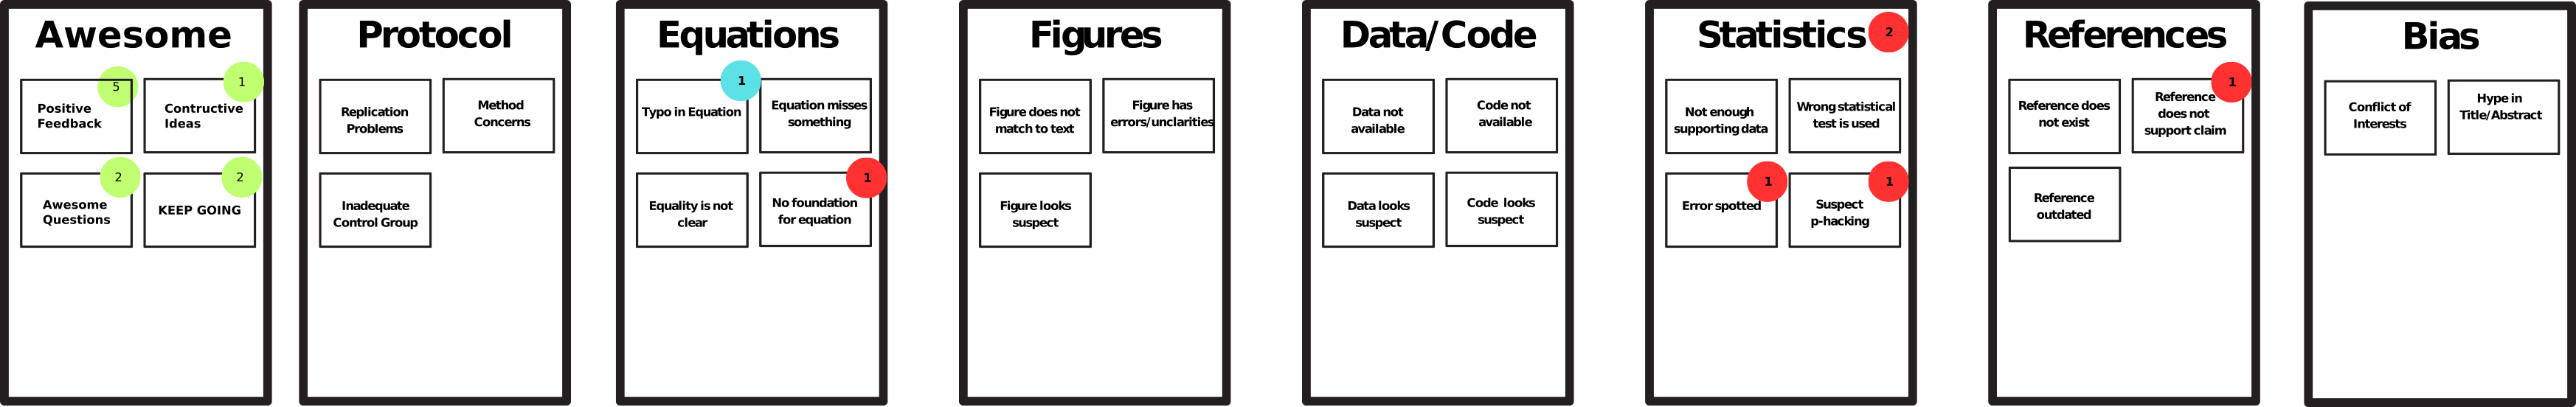 Awesome
5
Positive
Feedback
1
Contructive
Ideas
2
Awesome
Questions
2
KEEP GOING
Protocol
Replication
Problems
Method
Concerns
Inadequate
Control Group
Equations
1
Typo in Equation
Equation misses
something
Equality is not
clear
1
No foundation
for equation
Figures
Figure does not
match to text
Figure has
errors/unclarities
Figure looks
suspect
Data/Code
Data not
available
Code not
available
Data looks
suspect
Code looks
suspect
Statistics
2
Not enough
supporting data
Wrong statistical
test is used
1
Error spotted
1
Suspect
p-hacking
References
Reference does
not exist
1
Reference
does not
support claim
Reference
outdated
Bias
Conflict of
Interests
Hype in
Title/Abstract